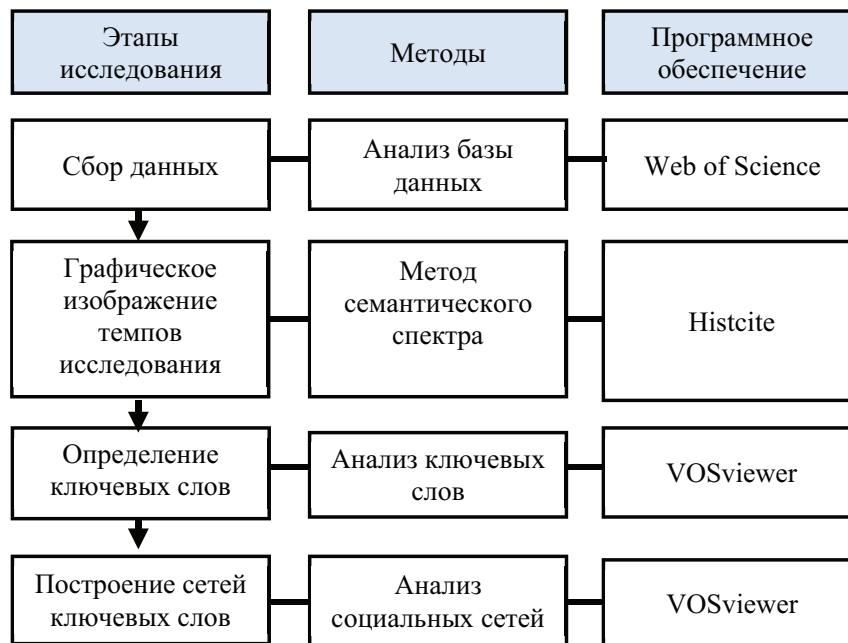 Этапы
исследования
Методы
Программное
обеспечение
Сбор данных
Анализ базы
данных
Web of Science
Графическое
изображение
темпов
исследования
Метод
семантического
спектра
Histcite
Определение
ключевых слов
Анализ ключевых
слов
VOSviewer
Построение сетей
ключевых слов
Анализ
социальных сетей
VOSviewer